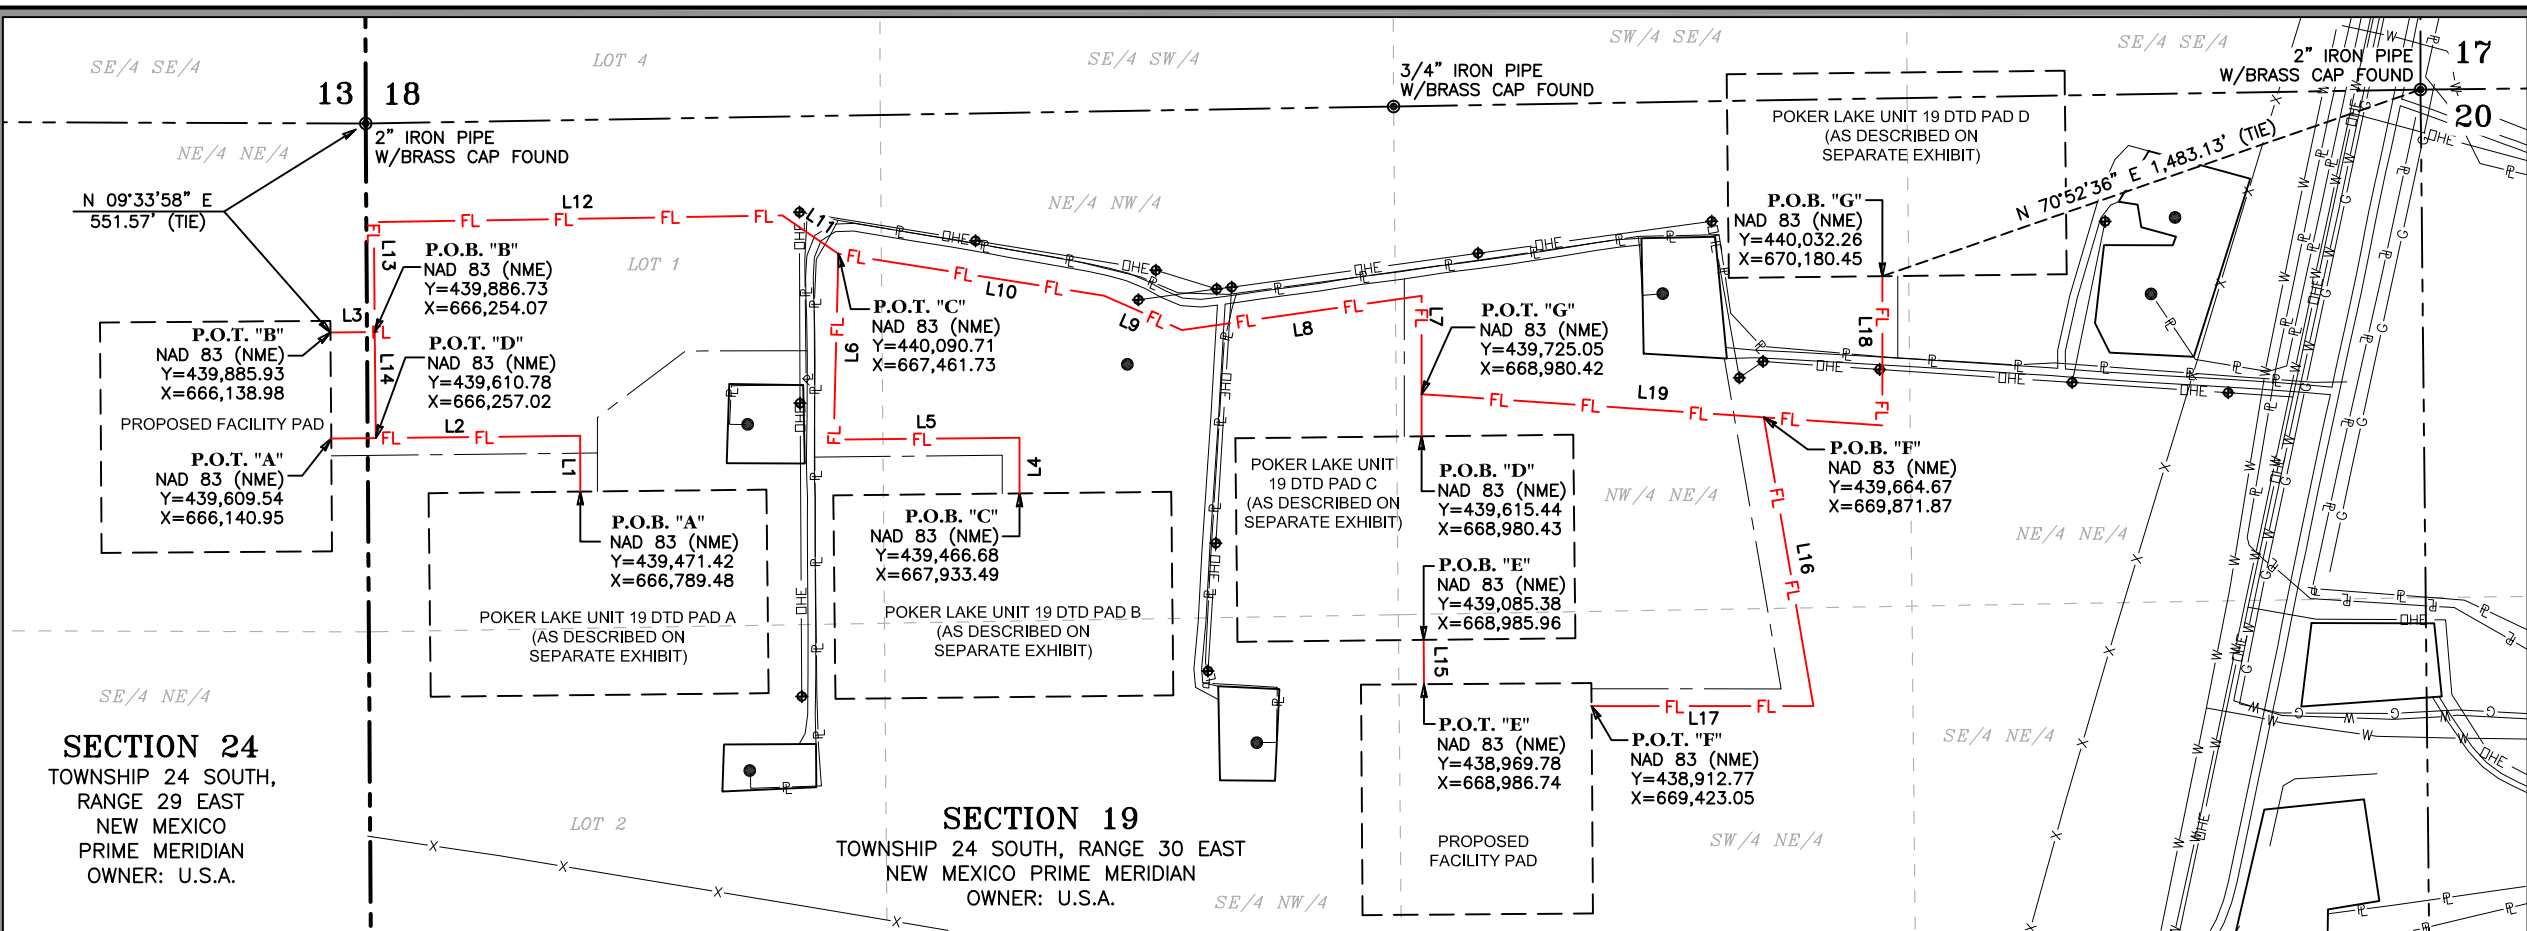 SE/4 SE/4
LOT 4
SE/4 SW/4
SW/4 SE/4
SE/4 SE/4
13
18
17
20
3/4" IRON PIPE
W/BRASS CAP FOUND
2" IRON PIPE
W/BRASS CAP FOUND
2" IRON PIPE
W/BRASS CAP FOUND
NE/4 NE/4
N 09°33'58" E
551.57' (TIE)
POKER LAKE UNIT 19 DTD PAD D
(AS DESCRIBED ON
SEPARATE EXHIBIT)
N 70°52'36" E 1,483.13' (TIE)
P.O.B. "G"
NAD 83 (NME)
Y=440,032.26
X=670,180.45
NE/4 NW/4
LOT 1
L12
L11
L13
L3
L14
L2
L1
L10
L9
L8
L7
L6
L5
L4
L18
L19
L16
L15
L17
P.O.B. "B"
NAD 83 (NME)
Y=439,886.73
X=666,254.07
P.O.T. "B"
NAD 83 (NME)
Y=439,885.93
X=666,138.98
PROPOSED FACILITY PAD
P.O.T. "D"
NAD 83 (NME)
Y=439,610.78
X=666,257.02
P.O.T. "A"
NAD 83 (NME)
Y=439,609.54
X=666,140.95
P.O.T. "C"
NAD 83 (NME)
Y=440,090.71
X=667,461.73
P.O.T. "G"
NAD 83 (NME)
Y=439,725.05
X=668,980.42
P.O.B. "A"
NAD 83 (NME)
Y=439,471.42
X=666,789.48
POKER LAKE UNIT 19 DTD PAD A
(AS DESCRIBED ON
SEPARATE EXHIBIT)
P.O.B. "C"
NAD 83 (NME)
Y=439,466.68
X=667,933.49
POKER LAKE UNIT 19 DTD PAD B
(AS DESCRIBED ON
SEPARATE EXHIBIT)
POKER LAKE UNIT
19 DTD PAD C
(AS DESCRIBED ON
SEPARATE EXHIBIT)
P.O.B. "D"
NAD 83 (NME)
Y=439,615.44
X=668,980.43
P.O.B. "E"
NAD 83 (NME)
Y=439,085.38
X=668,985.96
P.O.B. "F"
NAD 83 (NME)
Y=439,664.67
X=669,871.87
NW/4 NE/4
NE/4 NE/4
P.O.T. "E"
NAD 83 (NME)
Y=438,969.78
X=668,986.74
P.O.T. "F"
NAD 83 (NME)
Y=438,912.77
X=669,423.05
PROPOSED
FACILITY PAD
SE/4 NE/4
SE/4 NE/4
SW/4 NE/4
SE/4 NW/4
LOT 2
SECTION 24
TOWNSHIP 24 SOUTH,
RANGE 29 EAST
NEW MEXICO
PRIME MERIDIAN
OWNER: U.S.A.
SECTION 19
TOWNSHIP 24 SOUTH, RANGE 30 EAST
NEW MEXICO PRIME MERIDIAN
OWNER: U.S.A.